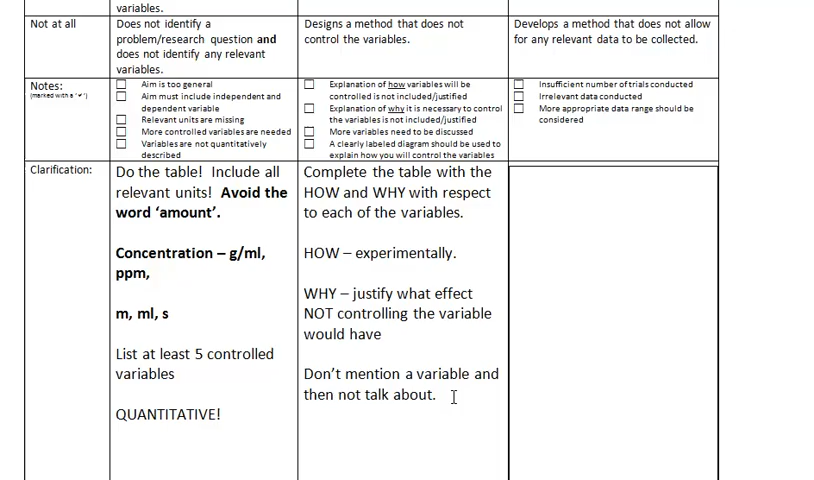 variables.
Not at all
Does not identify a
problem/research question and
does not identify any relevant
variables.
Designs a method that does not
control the variables.
Develops a method that does not allow
for any relevant data to be collected.
Notes:
(marked with a '✔')
Aim is too general
Aim must include independent and
dependent variable
Relevant units are missing
More controlled variables are needed
Variables are not quantitatively
described
Explanation of how variables will be
controlled is not included/justified
Explanation of why it is necessary to control
the variables is not included/justified
More variables need to be discussed
A clearly labeled diagram should be used to
explain how you will control the variables
Insufficient number of trials conducted
Irrelevant data conducted
More appropriate data range should be
considered
Clarification:
Do the table! Include all
relevant units! Avoid the
word ‘amount’.
Concentration – g/ml,
ppm,
m, ml, s
List at least 5 controlled
variables
QUANTITATIVE!
Complete the table with the
HOW and WHY with respect
to each of the variables.
HOW – experimentally.
WHY – justify what effect
NOT controlling the variable
would have
Don’t mention a variable and
then not talk about.